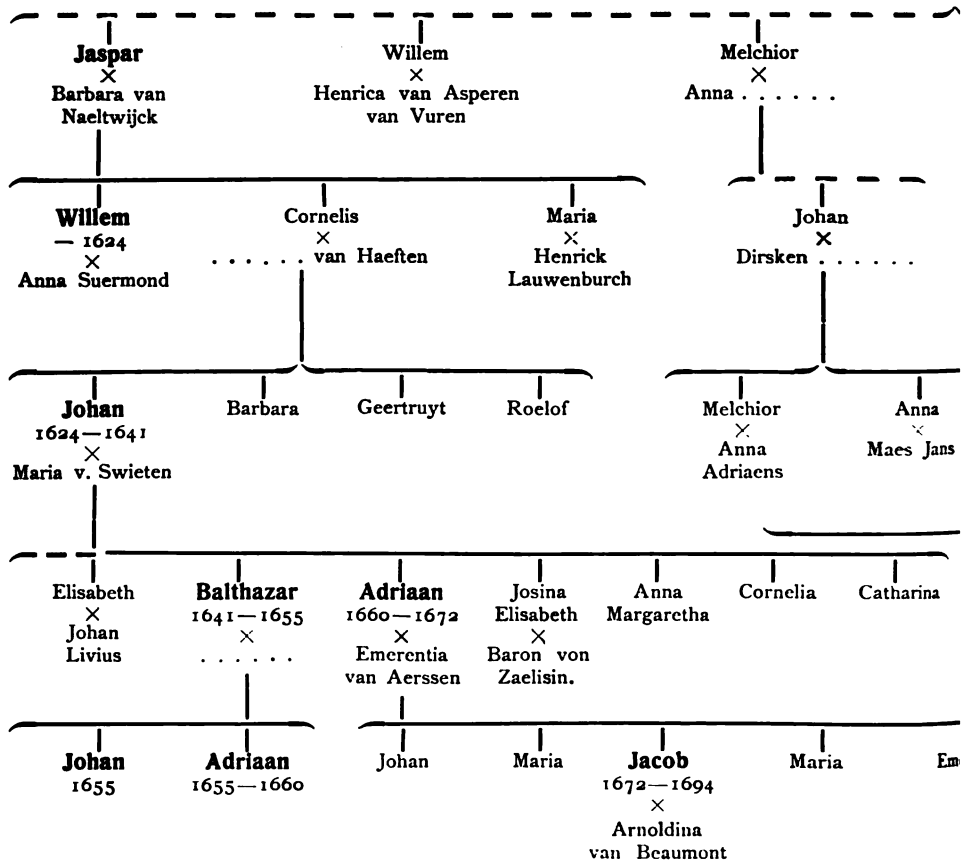 Jaspar
×
Barbara van
Naeltwijck
Willem
×
Henrica van Asperen
van Vuren
Melchior
×
Anna . . . . . .
Willem
— 1624
×
Anna Suermond
Cornelis
×
. . . . . . van Haeften
Maria
×
Henrick
Lauwenburch
Johan
×
Dirsken . . . . . .
Johan
1624—1641
×
Maria v. Swieten
Barbara
Geertruyt
Roelof
Melchior
×
Anna
Adriaens
Anna
×
Maes Jans
Elisabeth
×
Johan
Livius
Balthazar
1641—1655
×
. . . . . .
Adriaan
1660—1672
×
Emerentia
van Aerssen
Josina
Elisabeth
×
Baron von
Zaelisin.
Anna
Margaretha
Cornelia
Catharina
Johan
1655
Adriaan
1655—1660
Johan
Maria
Jacob
1672—1694
×
Arnoldina
van Beaumont
Maria